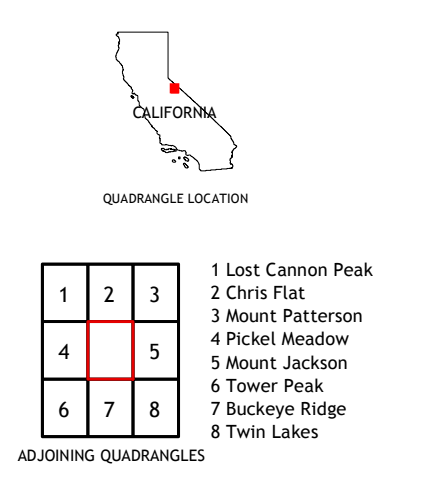 CALIFORNIA
QUADRANGLE LOCATION
1 2 3
4 5
6 7 8
1 Lost Cannon Peak
2 Chris Flat
3 Mount Patterson
4 Pickel Meadow
5 Mount Jackson
6 Tower Peak
7 Buckeye Ridge
8 Twin Lakes
ADJOINING QUADRANGLES